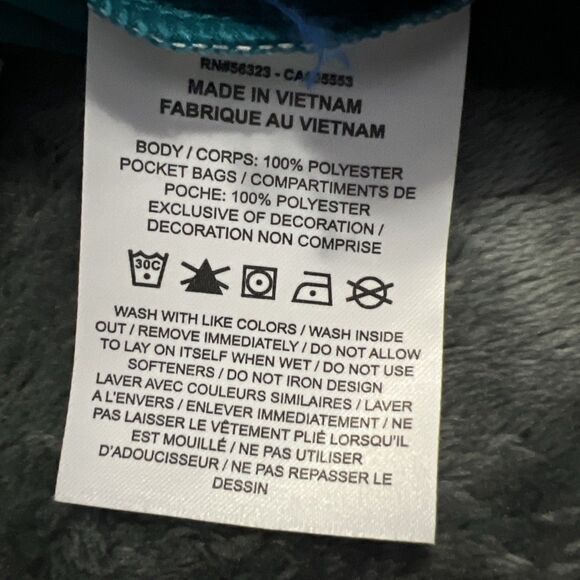 RN#56323 - CA
MADE IN VIETNAM
FABRIQUE AU VIETNAM
BODY / CORPS: 100% POLYESTER
POCKET BAGS / COMPARTIMENTS DE
POCHE: 100% POLYESTER
EXCLUSIVE OF DECORATION /
DECORATION NON COMPRISE
30C
WASH WITH LIKE COLORS / WASH INSIDE
OUT / REMOVE IMMEDIATELY / DO NOT ALLOW
TO LAY ON ITSELF WHEN WET / DO NOT USE
SOFTENERS / DO NOT IRON DESIGN
LAVER AVEC COULEURS SIMILAIRES / LAVER
A L'ENVERS / ENLEVER IMMEDIATEMENT / NE
PAS LAISSER LE VÊTEMENT PLIÉ LORSQU'IL
EST MOUILLÉ / NE PAS UTILISER
D'ADOUCISSEUR / NE PAS REPASSER LE
DESSIN